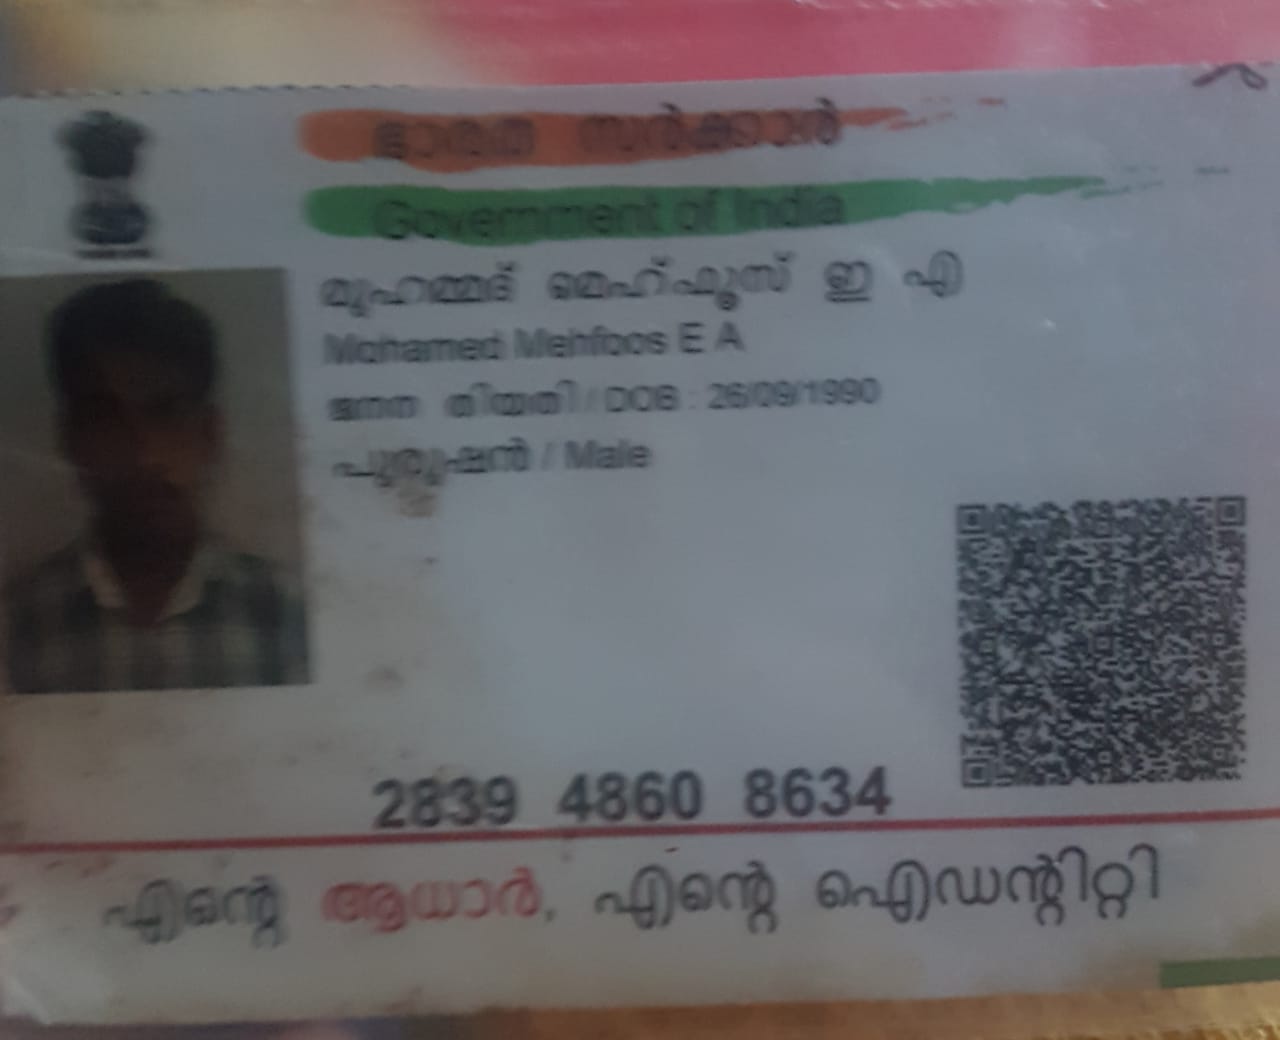 ഭാരത സർക്കാർ
Government of India
മുഹമ്മദ് മെഹ്ഫൂസ് ഇ എ
Mohamed Mehfoos E A
ജനന തിയതി / DOB : 26/09/1990
പുരുഷൻ / Male
2839 4860 8634
എന്റെ ആധാർ, എന്റെ ഐഡന്റിറ്റി